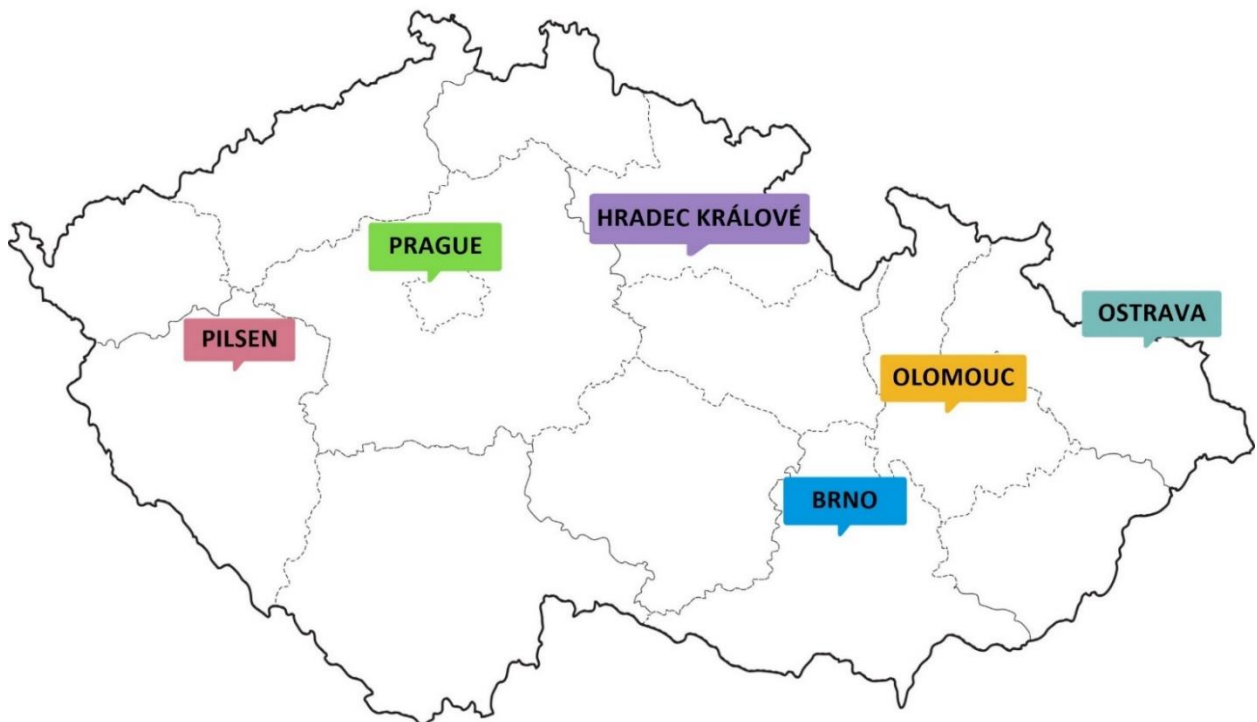 HRADEC KRÁLOVÉ
PRAGUE
OSTRAVA
PILSEN
OLOMOUC
BRNO